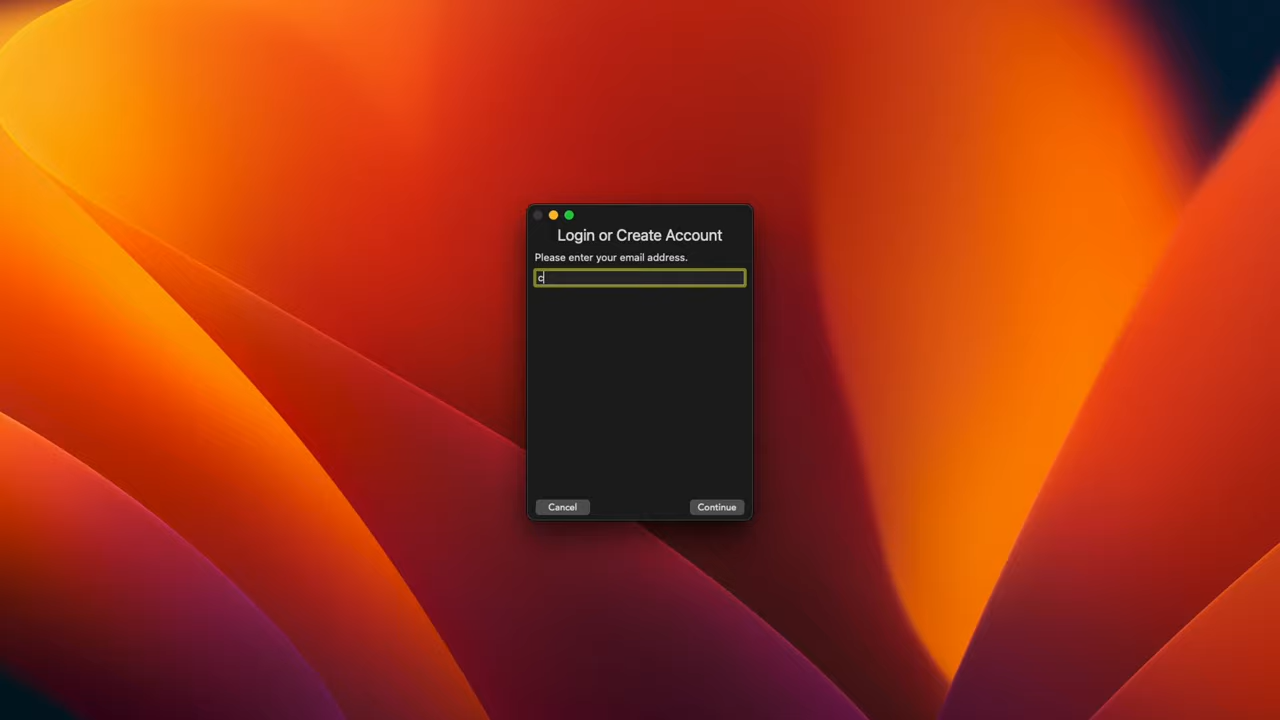 Login or Create Account
Please enter your email address.
c
Cancel
Continue